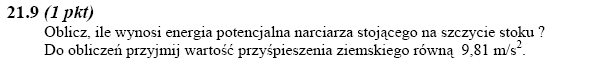 21.9 (1 pkt)
Oblicz, ile wynosi energia potencjalna narciarza stojącego na szczycie stoku ?
Do obliczeń przyjmij wartość przyśpieszenia ziemskiego równą 9,81 m/s².